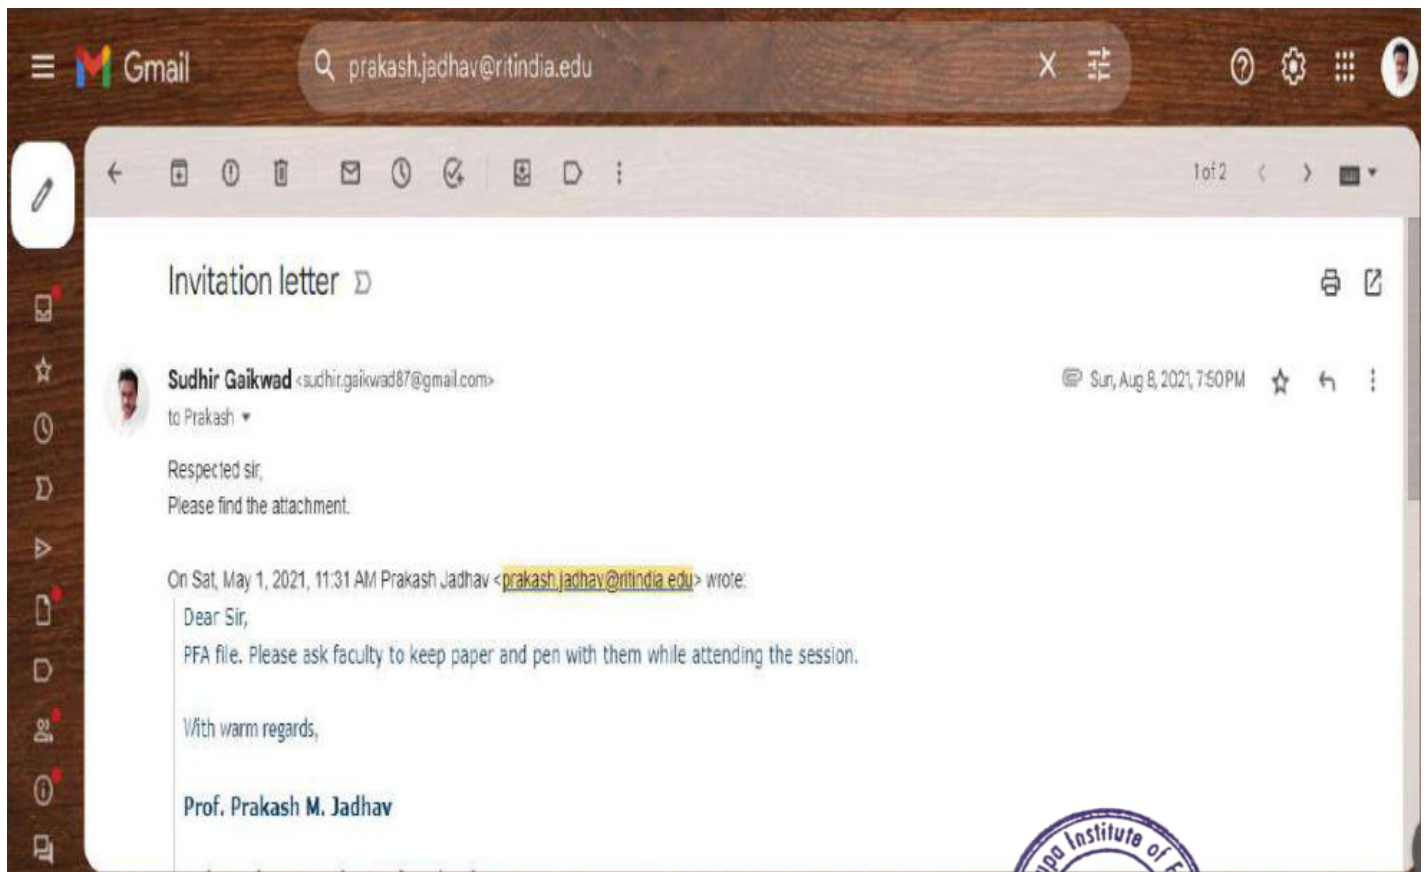 Gmail
prakash.jadhav@ritindia.edu
1 of 2
Invitation letter
Sudhir Gaikwad <sudhir.gaikwad87@gmail.com>
Sun, Aug 8, 2021, 7:50 PM
to Prakash
Respected sir,
Please find the attachment.
On Sat, May 1, 2021, 11:31 AM Prakash Jadhav <prakash.jadhav@ritindia.edu> wrote:
Dear Sir,
PFA file. Please ask faculty to keep paper and pen with them while attending the session.
With warm regards,
Prof. Prakash M. Jadhav
Institute of